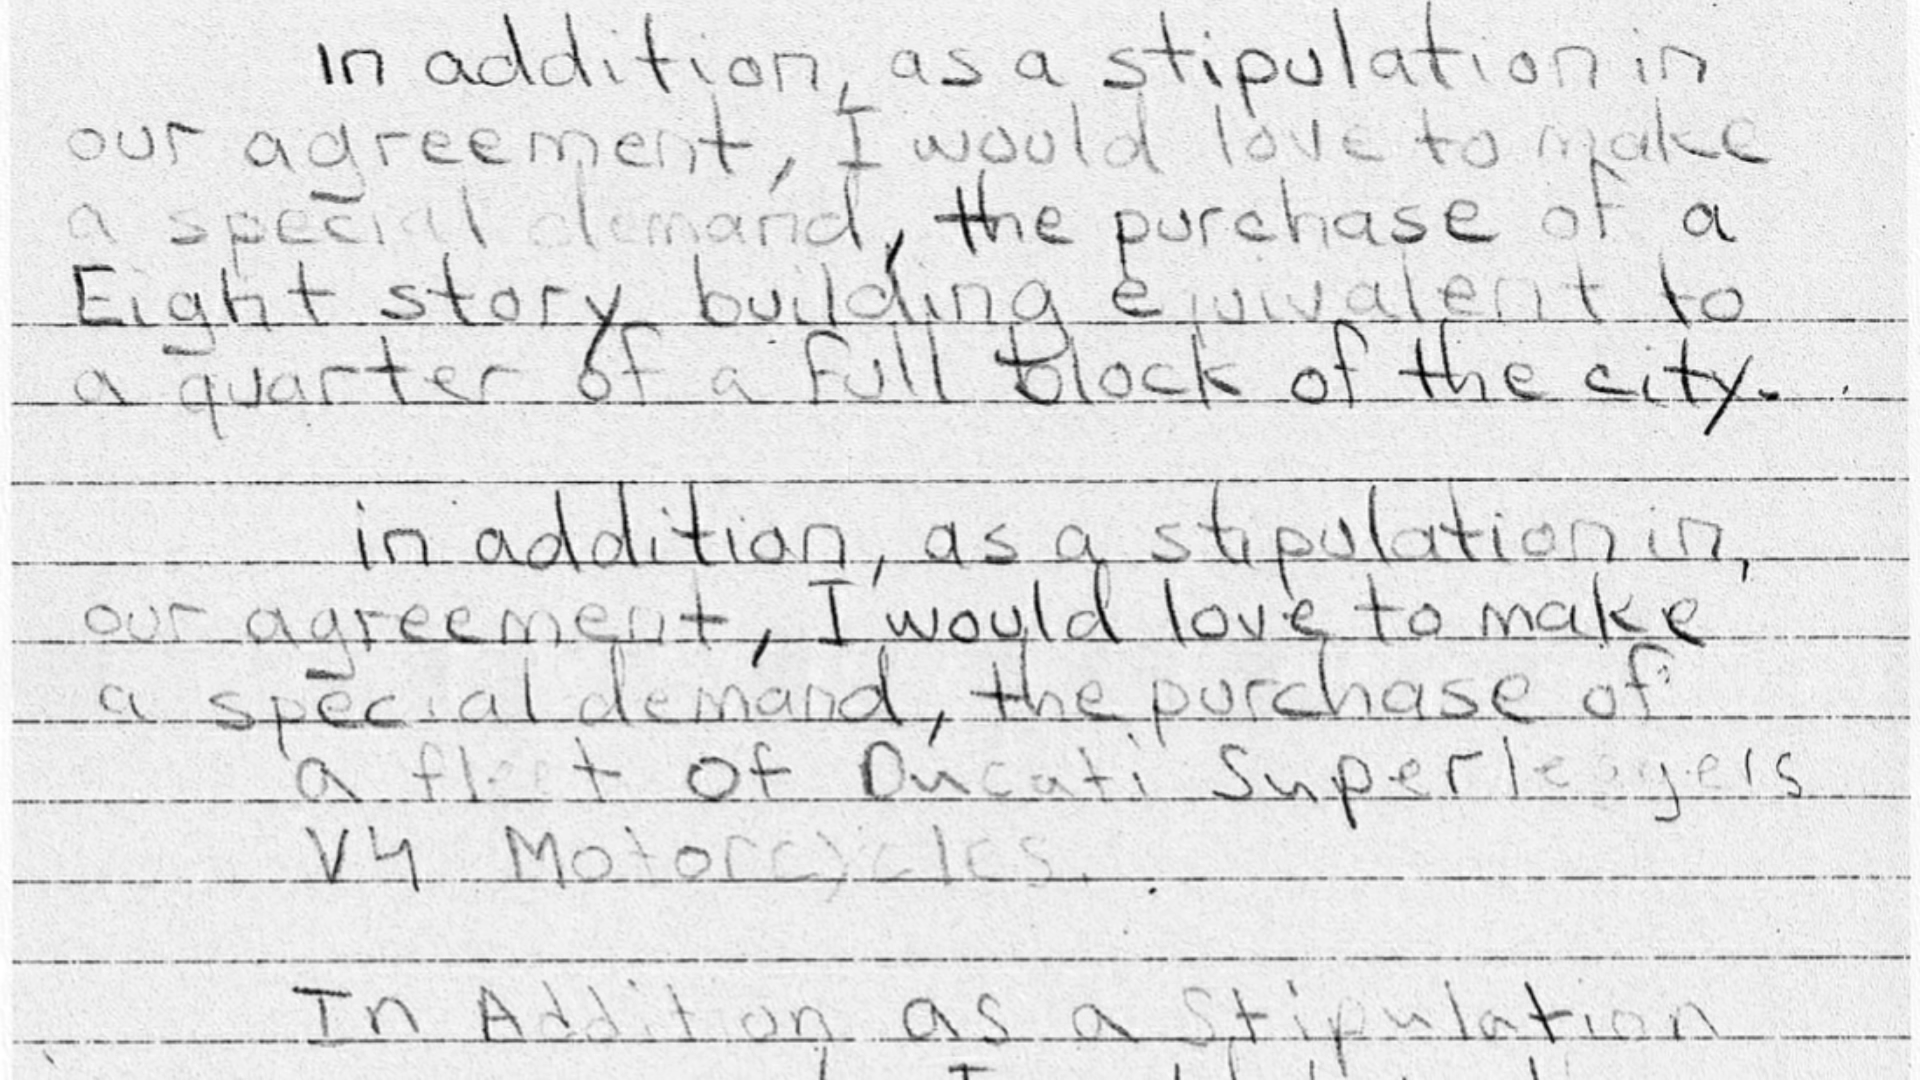 In addition, as a stipulation in
our agreement, I would love to make
a special demand, the purchase of a
Eight story building equivalent to
a quarter of a full block of the city.
in addition, as a stipulation in,
our agreement, I would love to make
a special demand, the purchase of
a fleet of Ducati Superleggera
V4 Motorcycles.
In Addition as a Stipulation